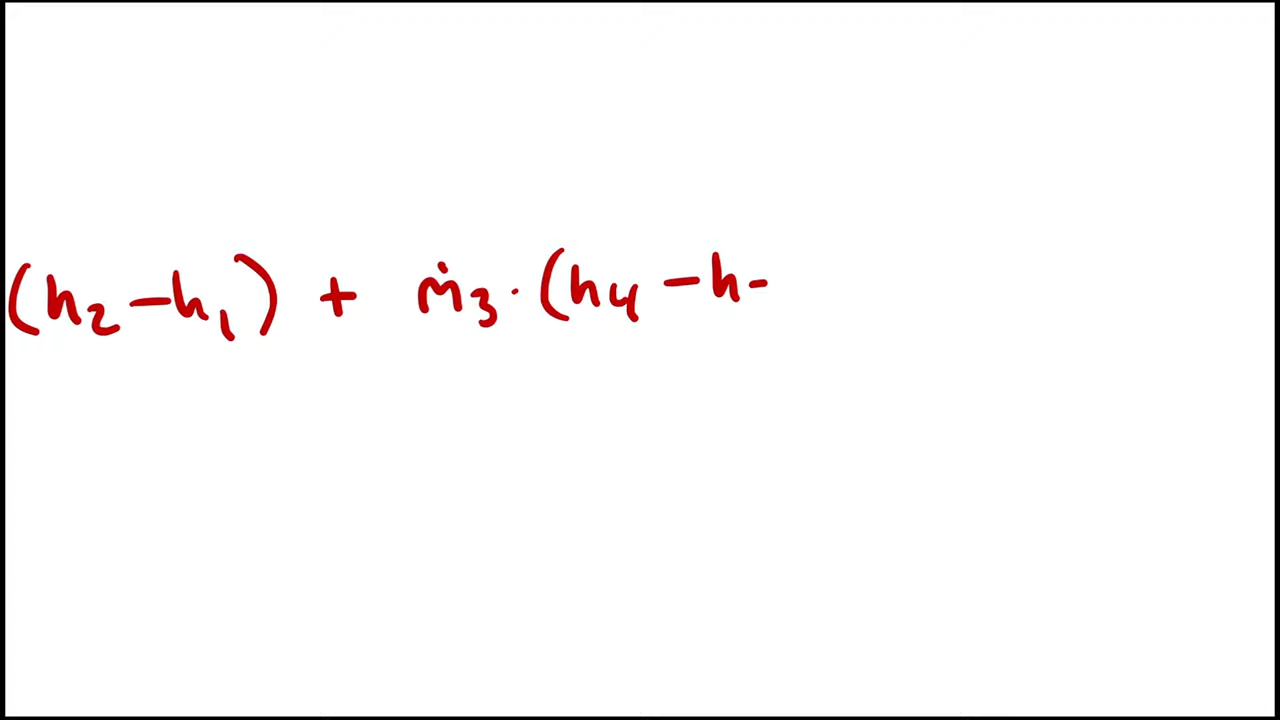 (h₂ – h₁) + ṁ₃ · (h₄ – h